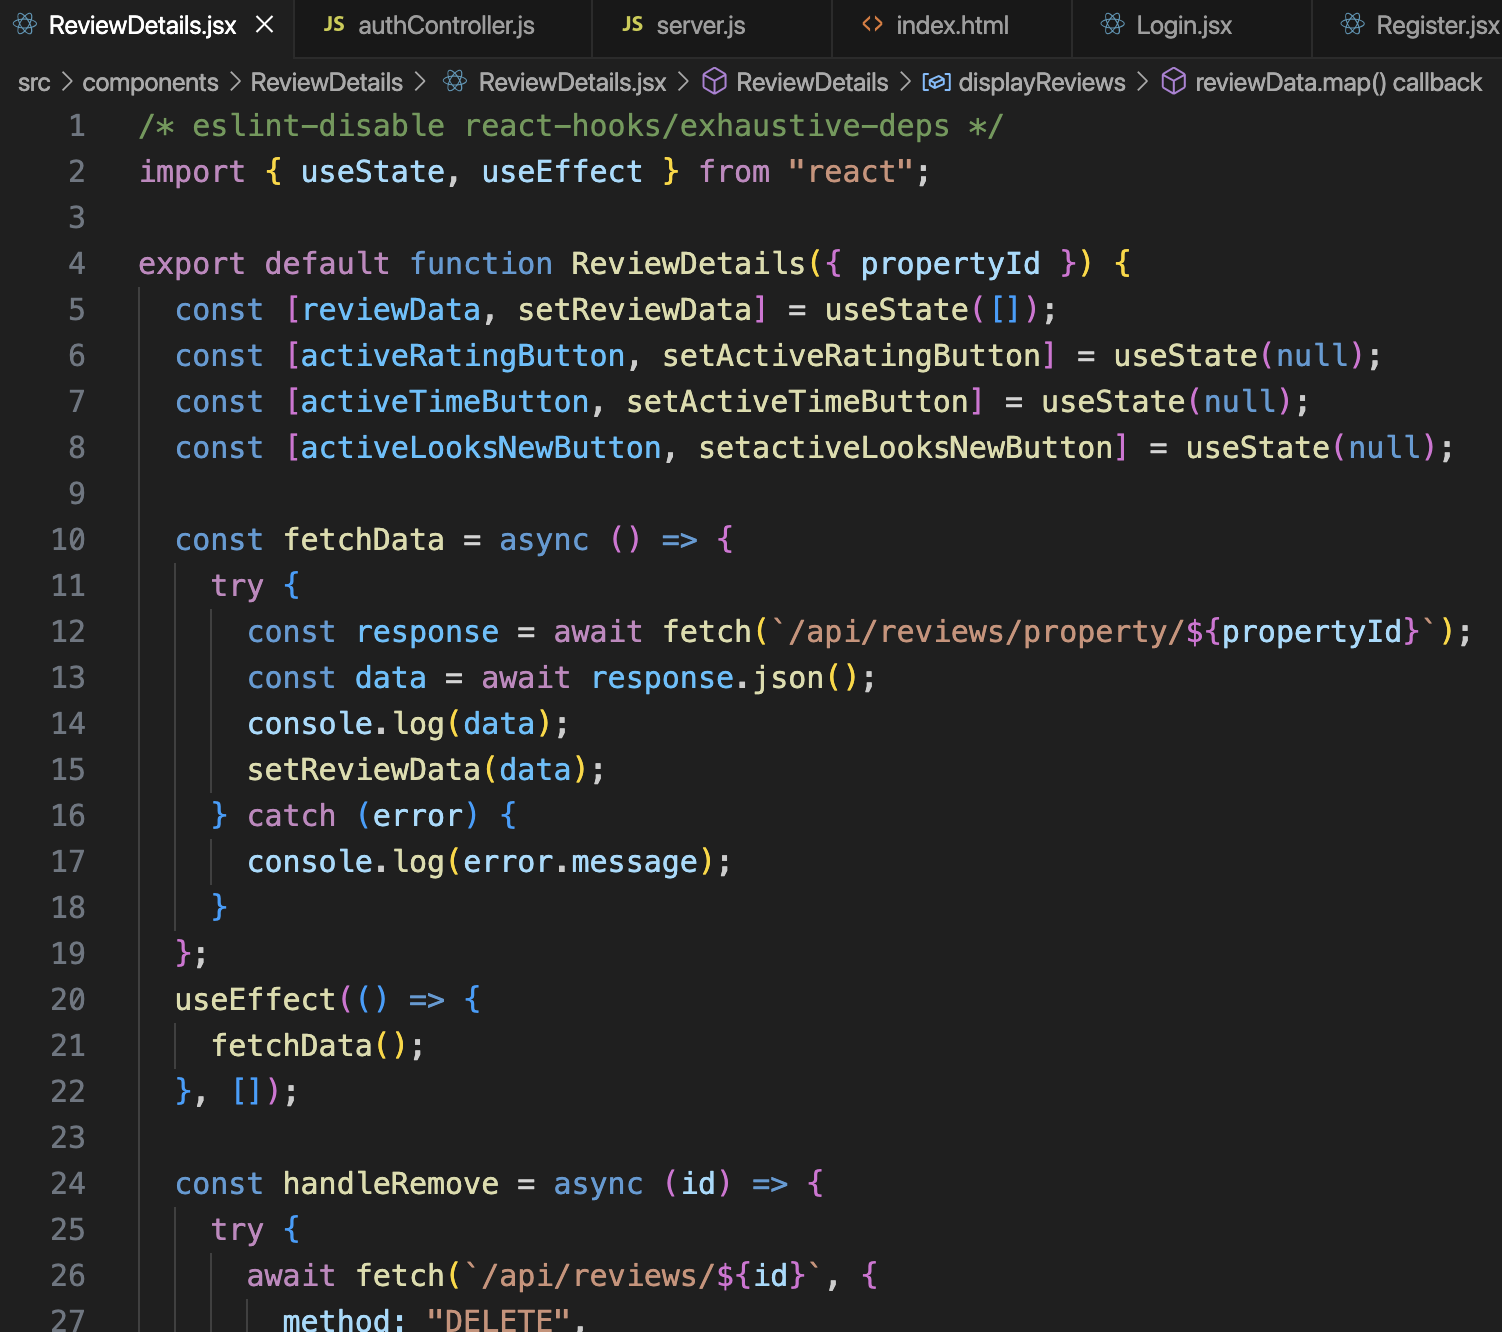 ReviewDetails.jsx × JS authController.js JS server.js <> index.html Login.jsx Register.jsx
src > components > ReviewDetails > ReviewDetails.jsx > ReviewDetails > displayReviews > reviewData.map() callback
1 /* eslint-disable react-hooks/exhaustive-deps */
2 import { useState, useEffect } from "react";
3
4 export default function ReviewDetails({ propertyId }) {
5   const [reviewData, setReviewData] = useState([]);
6   const [activeRatingButton, setActiveRatingButton] = useState(null);
7   const [activeTimeButton, setActiveTimeButton] = useState(null);
8   const [activeLooksNewButton, setactiveLooksNewButton] = useState(null);
9
10   const fetchData = async () => {
11     try {
12       const response = await fetch(`/api/reviews/property/${propertyId}`);
13       const data = await response.json();
14       console.log(data);
15       setReviewData(data);
16     } catch (error) {
17       console.log(error.message);
18     }
19   };
20   useEffect(() => {
21     fetchData();
22   }, []);
23
24   const handleRemove = async (id) => {
25     try {
26       await fetch(`/api/reviews/${id}`, {
27         method: "DELETE",